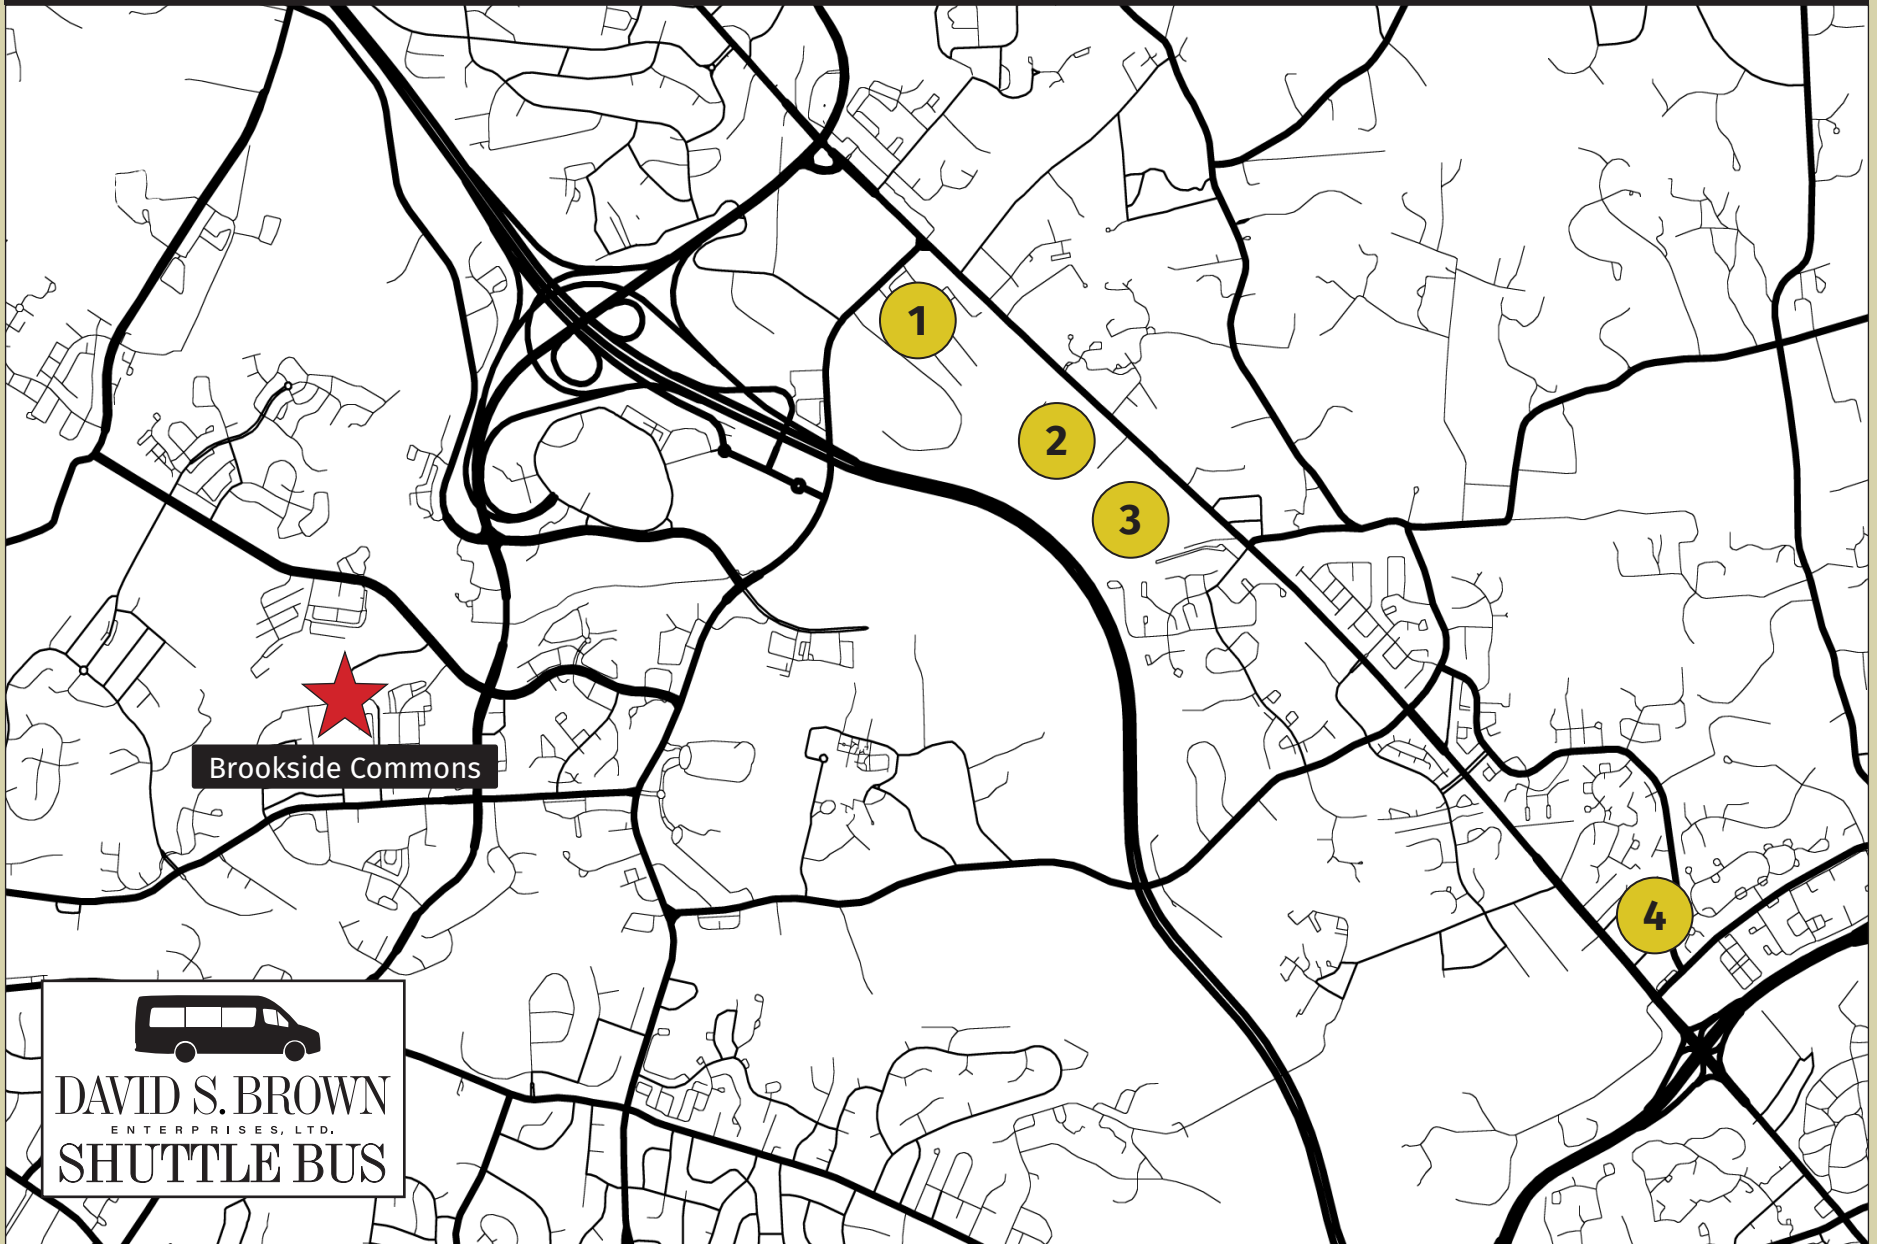 1
2
3
Brookside Commons
4
DAVID S. BROWN
ENTERPRISES, LTD.
SHUTTLE BUS